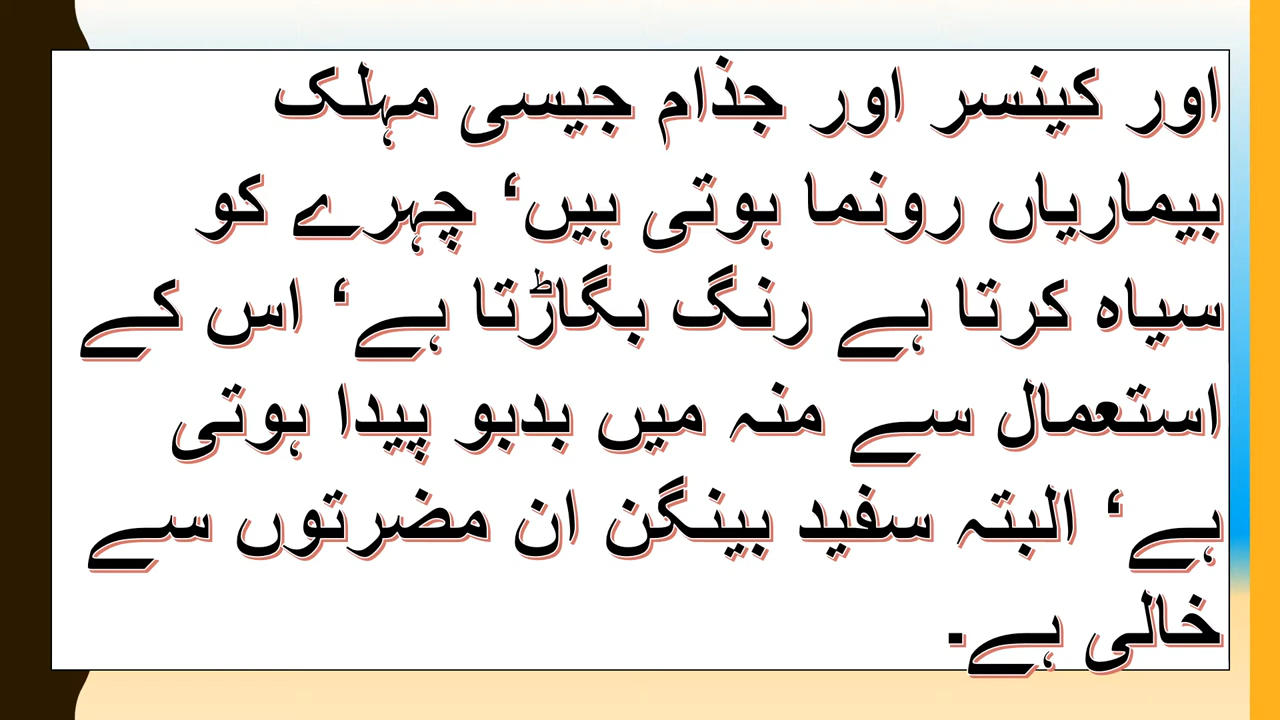 اور کینسر اور جذام جیسی مہلک
بیماریاں رونما ہوتی ہیں‘ چہرے کو
سیاہ کرتا ہے رنگ بگاڑتا ہے‘ اس کے
استعمال سے منہ میں بدبو پیدا ہوتی
ہے‘ البتہ سفید بینگن ان مضرتوں سے
خالی ہے.